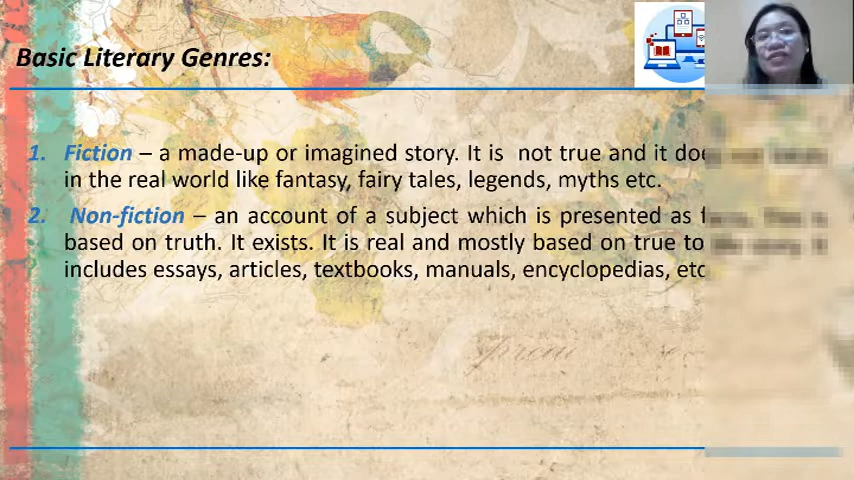 Basic Literary Genres:
1. Fiction – a made-up or imagined story. It is not true and it
in the real world like fantasy, fairy tales, legends, myths etc.
2. Non-fiction – an account of a subject which is presented as
based on truth. It exists. It is real and mostly based on true to
includes essays, articles, textbooks, manuals, encyclopedias, etc